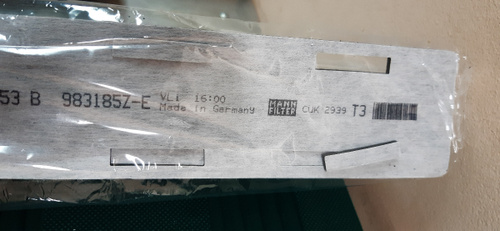 53 B 983185Z-E VL1 16:00
Made in Germany
MANN
FILTER
CUK 2939 T3